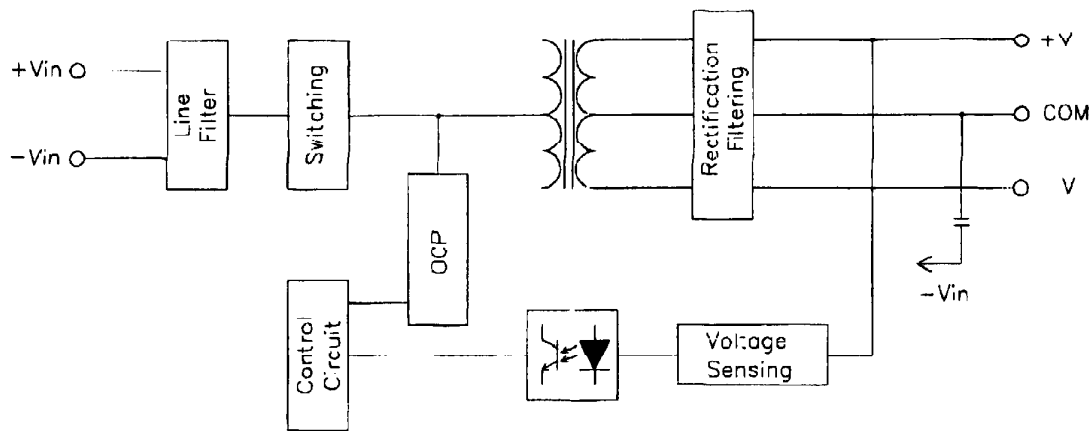 +Vin
-Vin
Line
Filter
Switching
OCP
Control
Circuit
Rectification
Filtering
Voltage
Sensing
+V
COM
V
-Vin